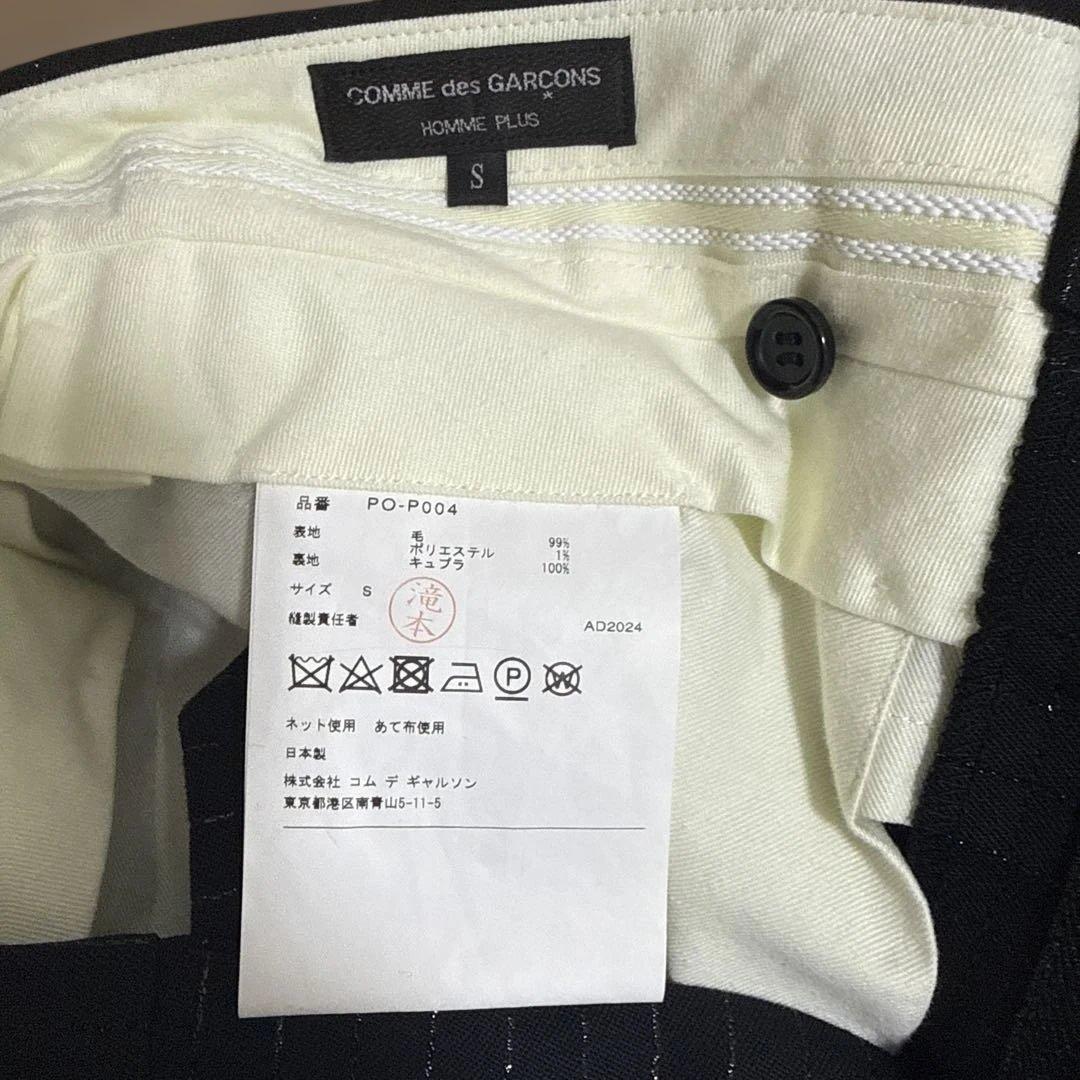 COMME des GARÇONS
*
HOMME PLUS
S
品番 PO-P004
表地 毛 99%
ポリエステル 1%
裏地 キュプラ 100%
サイズ S
縫製責任者 滝本
AD2024
P W
ネット使用 あて布使用
日本製
株式会社 コム デ ギャルソン
東京都港区南青山5-11-5